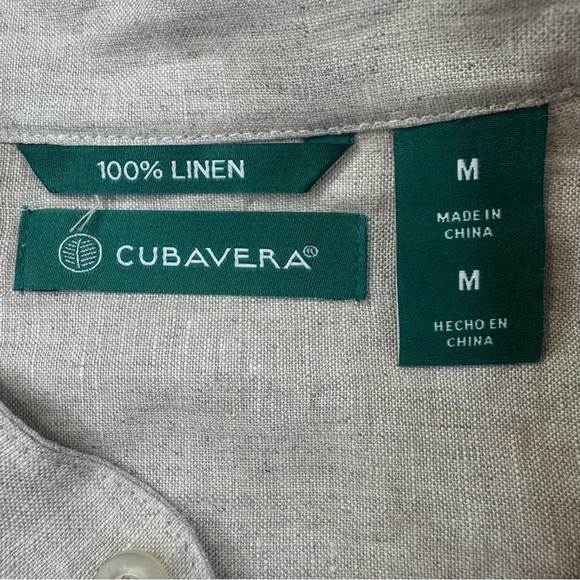 100% LINEN
CUBAVERA®
M
MADE IN
CHINA
M
HECHO EN
CHINA